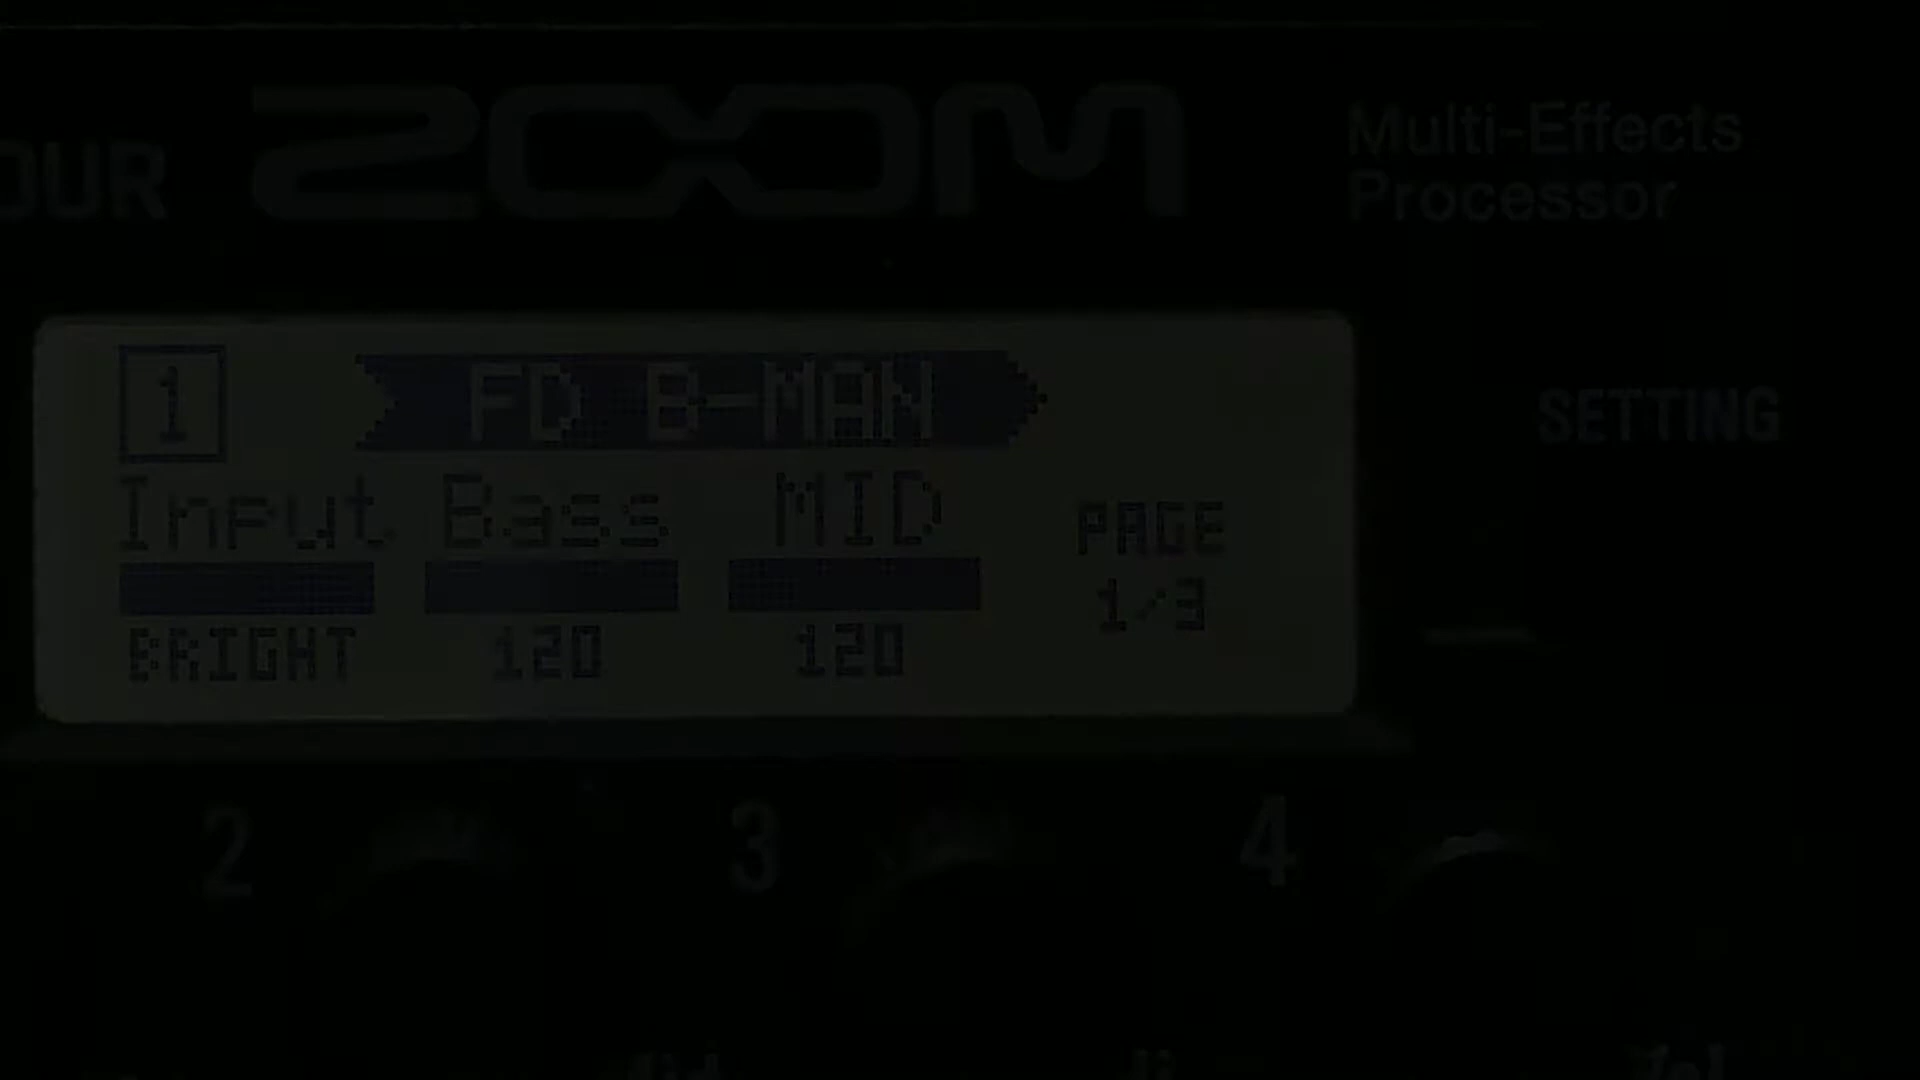 OUR ZOOM Multi-Effects
Processor
1 FD B-MAN
SETTING
Input Bass MID PAGE
BRIGHT 120 120 1/3
2 3 4